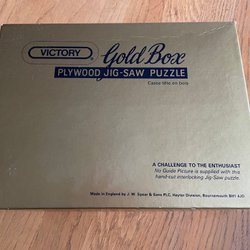 VICTORY
Gold Box
PLYWOOD JIG-SAW PUZZLE
Casse tête en bois
A CHALLENGE TO THE ENTHUSIAST
No Guide Picture is supplied with this
hand-cut interlocking Jig-Saw puzzle.
Made in England by J. W. Spear & Sons PLC, Hayter Division, Bournemouth BH1 4JG